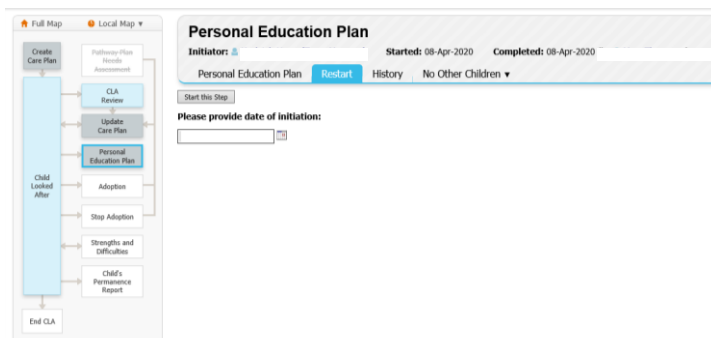 Full Map
Local Map ▼
Create
Care Plan
Pathway Plan
Needs
Assessment
CLA
Review
Update
Care Plan
Personal
Education Plan
Child
Looked
After
Adoption
Stop Adoption
Strengths and
Difficulties
Child's
Permanence
Report
End CLA
Personal Education Plan
Initiator: Started: 08-Apr-2020 Completed: 08-Apr-2020
Personal Education Plan Restart History No Other Children ▼
Start this Step
Please provide date of initiation: